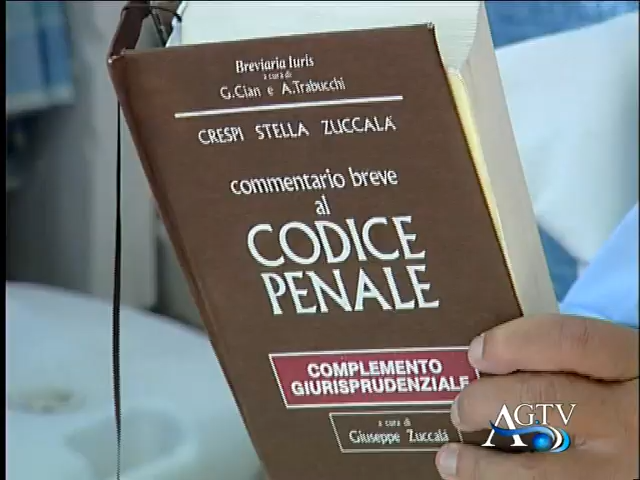 Breviaria Iuris
a cura di
G. Cian e A. Trabucchi
CRESPI STELLA ZUCCALÀ
commentario breve
al
CODICE
PENALE
COMPLEMENTO
GIURISPRUDENZIALE
a cura di
Giuseppe Zuccalà
AGTV